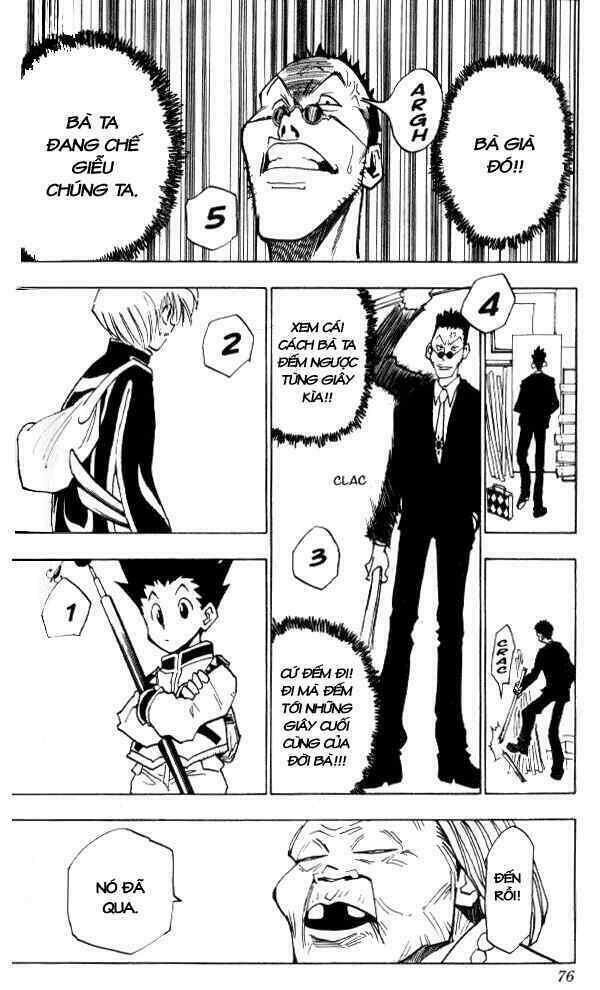 BÀ GIÀ
ĐÓ!!
ARGH
BÀ TA
ĐANG CHẾ
GIỄU
CHÚNG TA.
5
4
XEM CÁI
CÁCH BÀ TA
ĐẾM NGƯỢC
TỪNG GIÂY
KÌA!!
CLAC
CRAC
3
CỨ ĐẾM ĐI!
ĐI MÀ ĐẾM
TỚI NHỮNG
GIÂY CUỐI
CÙNG CỦA
ĐỜI BÀ!!!
2
1
ĐẾN
RỒI!
NÓ ĐÃ
QUA.
76